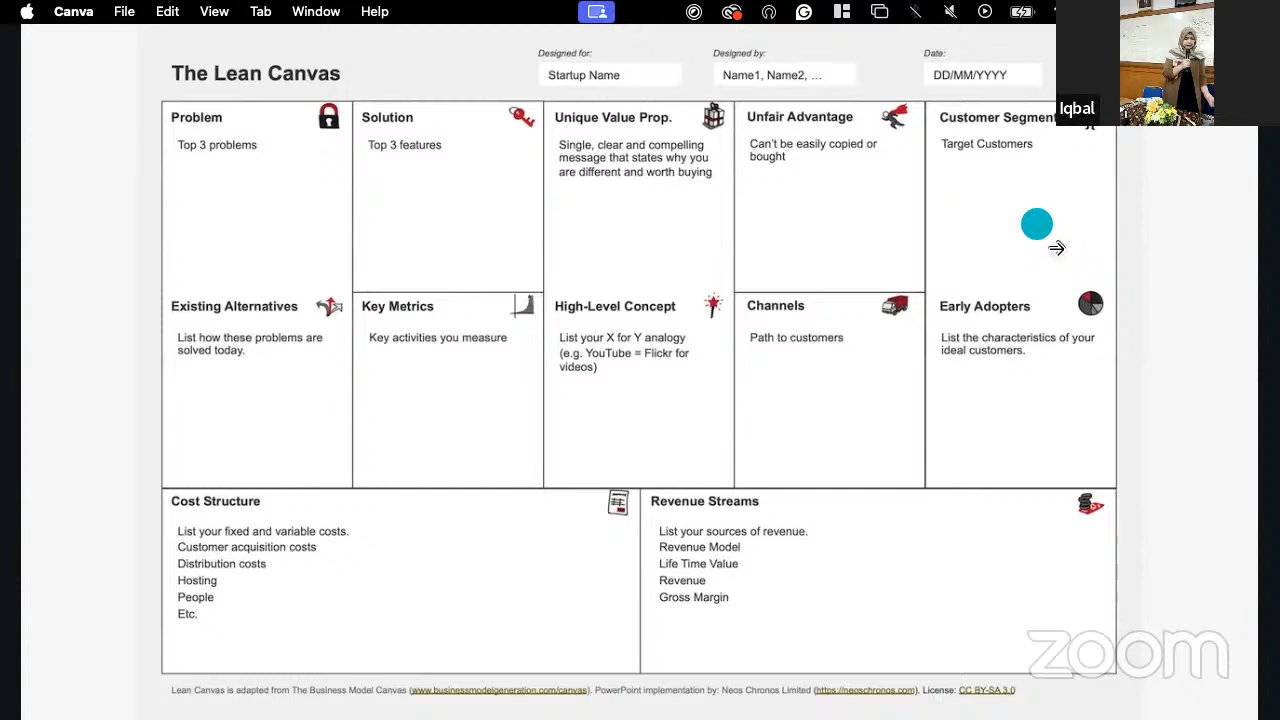 Canva File Edit View Tab Window Help
Designed for: Designed by: Date:
The Lean Canvas
Startup Name Name1, Name2, ... DD/MM/YYYY
Iqbal
Problem
Top 3 problems
Solution
Top 3 features
Unique Value Prop.
Single, clear and compelling
message that states why you
are different and worth buying
Unfair Advantage
Can't be easily copied or
bought
Customer Segment
Target Customers
Existing Alternatives
List how these problems are
solved today.
Key Metrics
Key activities you measure
High-Level Concept
List your X for Y analogy
(e.g. YouTube = Flickr for
videos)
Channels
Path to customers
Early Adopters
List the characteristics of your
ideal customers.
Cost Structure
List your fixed and variable costs.
Customer acquisition costs
Distribution costs
Hosting
People
Etc.
Revenue Streams
List your sources of revenue.
Revenue Model
Life Time Value
Revenue
Gross Margin
zoom
Lean Canvas is adapted from The Business Model Canvas (www.businessmodelgeneration.com/canvas). PowerPoint implementation by: Neos Chronos Limited (https://neoschronos.com). License: CC BY-SA 3.0